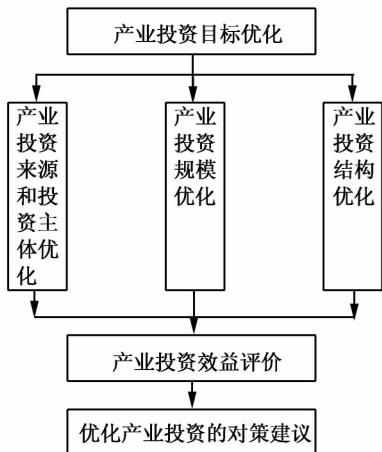 产业投资目标优化
产业
投资
来源
和投
资主
体优
化
产业
投资
规模
优化
产业
投资
结构
优化
产业投资效益评价
优化产业投资的对策建议